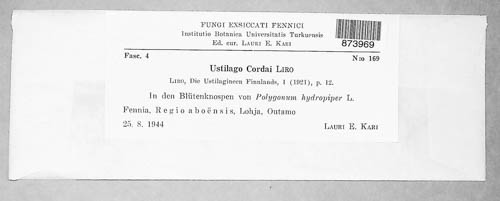 FUNGI EXSICCATI FENNICI
Institutio Botanica Universitatis Turkuensis
Ed. cur. LAURI E. KARI
873969
Fasc. 4
N:ro 169
Ustilago Cordai LIRO
LIRO, Die Ustilagineen Finnlands, I (1921), p. 12.
In den Blütenknospen von Polygonum hydropiper L.
Fennia, Regio aboënsis, Lohja, Outamo
25. 8. 1944
LAURI E. KARI